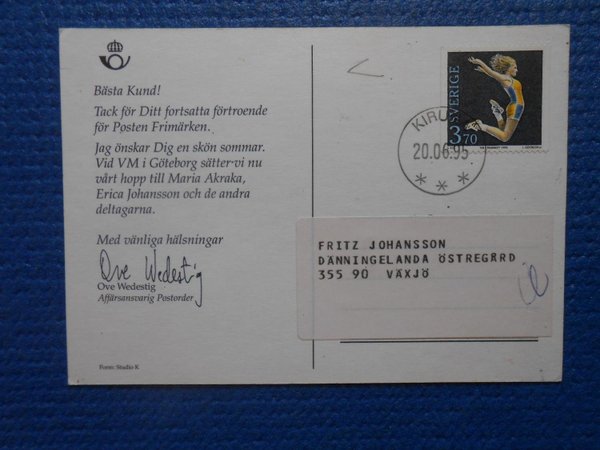 Bästa Kund!
Tack för Ditt fortsatta förtroende
för Posten Frimärken.
Jag önskar Dig en skön sommar.
Vid VM i Göteborg sätter vi nu
vårt hopp till Maria Akraka,
Erica Johansson och de andra
deltagarna.
Med vänliga hälsningar
Ove Wedestig
Ove Wedestig
Affärsansvarig Postorder
Form: Studio K
SVERIGE
3.70
KIRU
20.06.95
FRITZ JOHANSSON
DÄNNINGELANDA ÖSTREGÅRD
355 90 VÄXJÖ